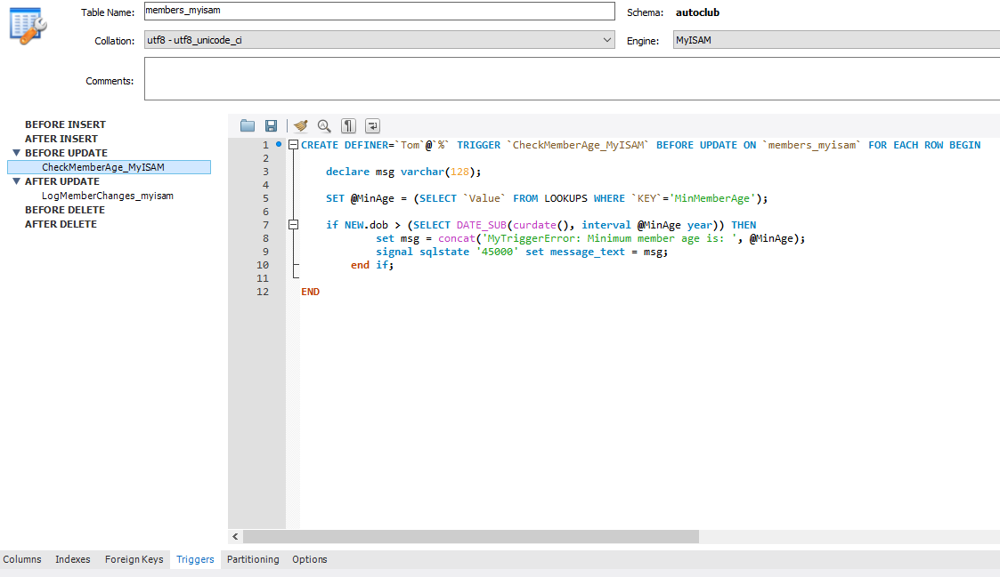 Table Name: members_myisam Schema: autoclub
Collation: utf8 - utf8_unicode_ci Engine: MyISAM
Comments:
BEFORE INSERT
AFTER INSERT
BEFORE UPDATE
CheckMemberAge_MyISAM
AFTER UPDATE
LogMemberChanges_myisam
BEFORE DELETE
AFTER DELETE
1 CREATE DEFINER=`Tom`@`%` TRIGGER `CheckMemberAge_MyISAM` BEFORE UPDATE ON `members_myisam` FOR EACH ROW BEGIN
2
3 declare msg varchar(128);
4
5 SET @MinAge = (SELECT `Value` FROM LOOKUPS WHERE `KEY`='MinMemberAge');
6
7 if NEW.dob > (SELECT DATE_SUB(curdate(), interval @MinAge year)) THEN
8 set msg = concat('MyTriggerError: Minimum member age is: ', @MinAge);
9 signal sqlstate '45000' set message_text = msg;
10 end if;
11
12 END
Columns Indexes Foreign Keys Triggers Partitioning Options